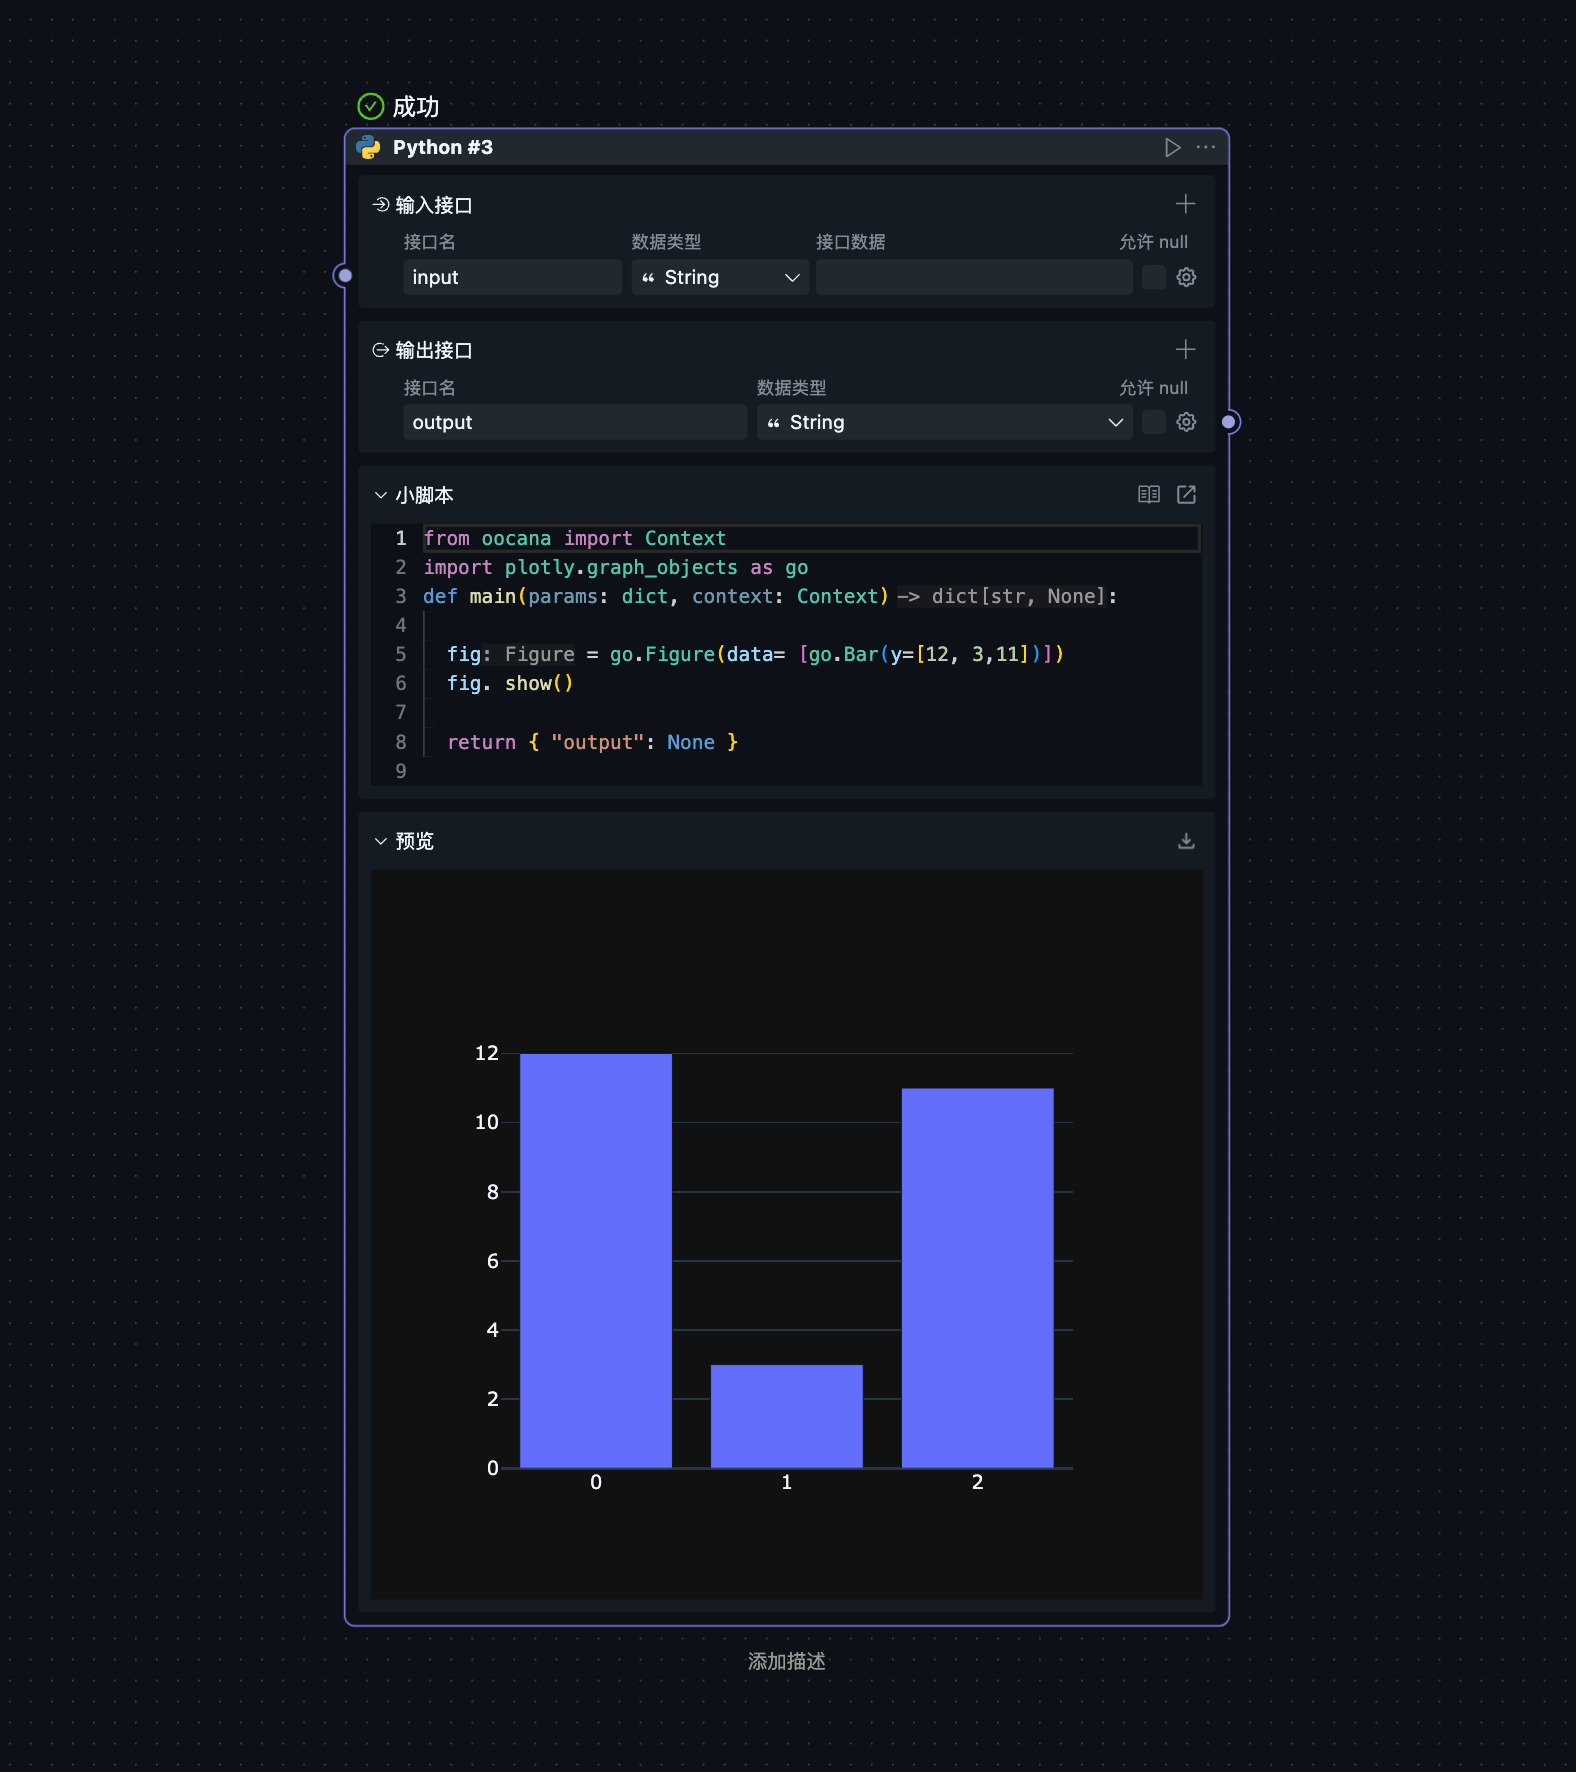 成功
Python #3
输入接口
接口名 数据类型 接口数据 允许 null
input “ String
输出接口
接口名 数据类型 允许 null
output “ String
小脚本
1 from oocana import Context
2 import plotly.graph_objects as go
3 def main(params: dict, context: Context) -> dict[str, None]:
4
5 fig: Figure = go.Figure(data= [go.Bar(y=[12, 3,11])])
6 fig. show()
7
8 return { "output": None }
9
预览
12
10
8
6
4
2
0
0 1 2
添加描述